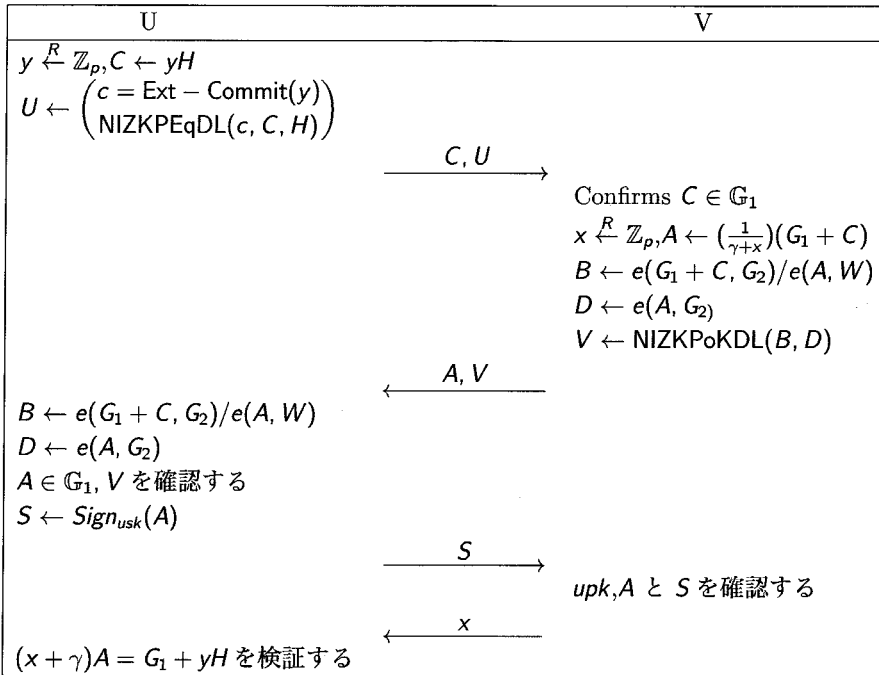 U V
y ←R ℤp, C ← yH
U ← (c = Ext − Commit(y)
NIZKPEqDL(c, C, H))
C, U
Confirms C ∈ 𝔾1
x ←R ℤp, A ← (1/(γ+x))(G1 + C)
B ← e(G1 + C, G2)/e(A, W)
D ← e(A, G2)
V ← NIZKPoKDL(B, D)
A, V
B ← e(G1 + C, G2)/e(A, W)
D ← e(A, G2)
A ∈ 𝔾1, V を確認する
S ← Signusk(A)
S
upk,A と S を確認する
x
(x + γ)A = G1 + yH を検証する